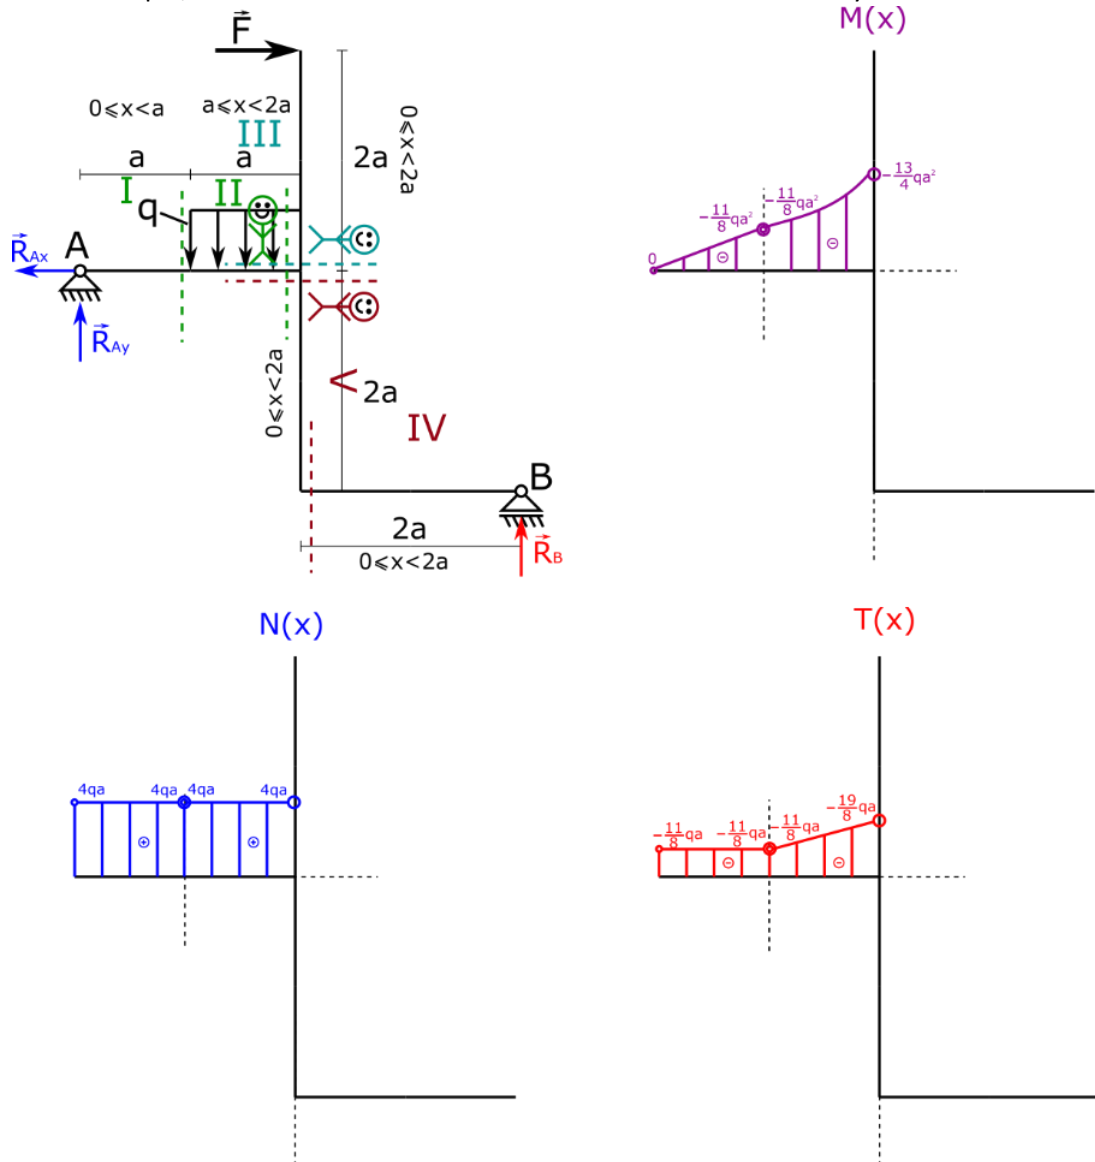 M(x)
F
0⩽x<a
a⩽x<2a
III
0⩽x<2a
a
a
2a
I
II
q
A
R_Ax
R_Ay
0⩽x<2a
<
2a
IV
B
2a
0⩽x<2a
R_B
0
-11/8 qa²
-11/8 qa²
-13/4 qa²
⊖
⊖
N(x)
4qa
4qa
4qa
4qa
⊕
⊕
T(x)
-11/8 qa
-11/8 qa
-11/8 qa
-19/8 qa
⊖
⊖